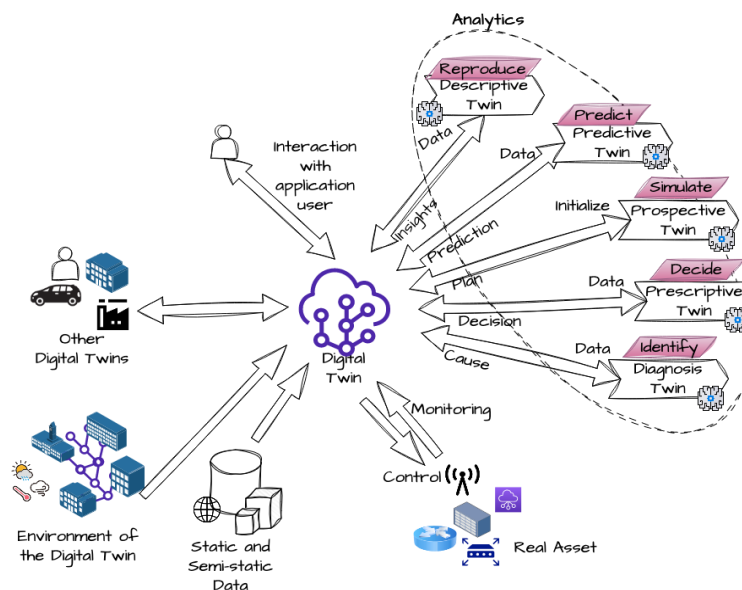 Analytics
Reproduce
Descriptive
Twin
Predict
Predictive
Twin
Simulate
Prospective
Twin
Decide
Prescriptive
Twin
Identify
Diagnosis
Twin
Data
Insights
Data
Prediction
Initialize
Plan
Data
Decision
Data
Cause
Interaction
with
application
user
Other
Digital Twins
Digital
Twin
Monitoring
Control
Real Asset
Environment of
the Digital Twin
Static and
Semi-static
Data